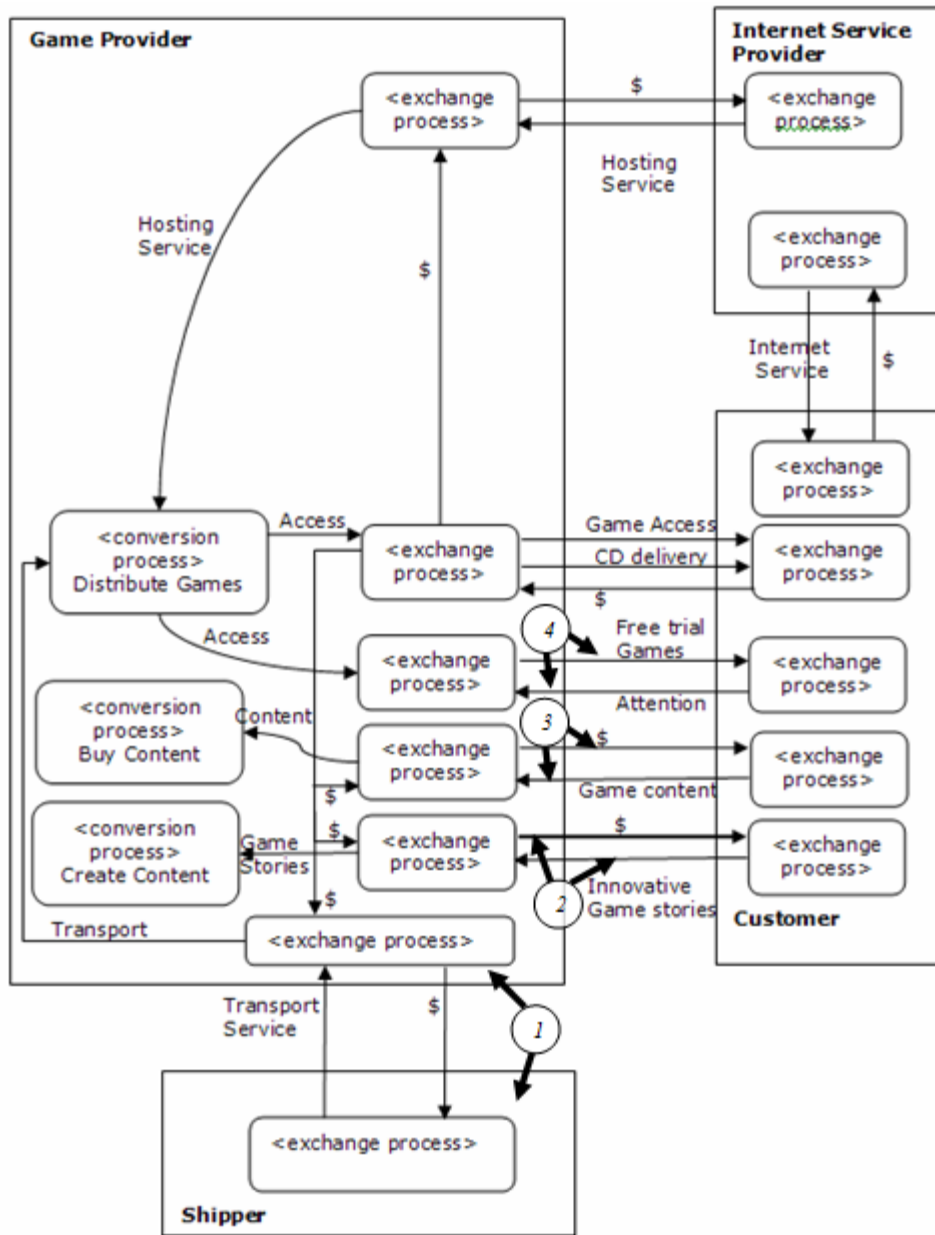 Game Provider
Internet Service
Provider
<exchange
process>
$
<exchange
process>
Hosting
Service
Hosting
Service
$
<exchange
process>
Internet
Service
$
<exchange
process>
<conversion
process>
Distribute Games
Access
<exchange
process>
Game Access
CD delivery
$
<exchange
process>
Access
4
Free trial
Games
<exchange
process>
Attention
<exchange
process>
<conversion
process>
Buy Content
Content
<exchange
process>
$
3
$
Game content
<exchange
process>
<conversion
process>
Create Content
Game
Stories
$
<exchange
process>
$
2
Innovative
Game stories
<exchange
process>
Customer
$
Transport
<exchange process>
Transport
Service
$
1
<exchange process>
Shipper